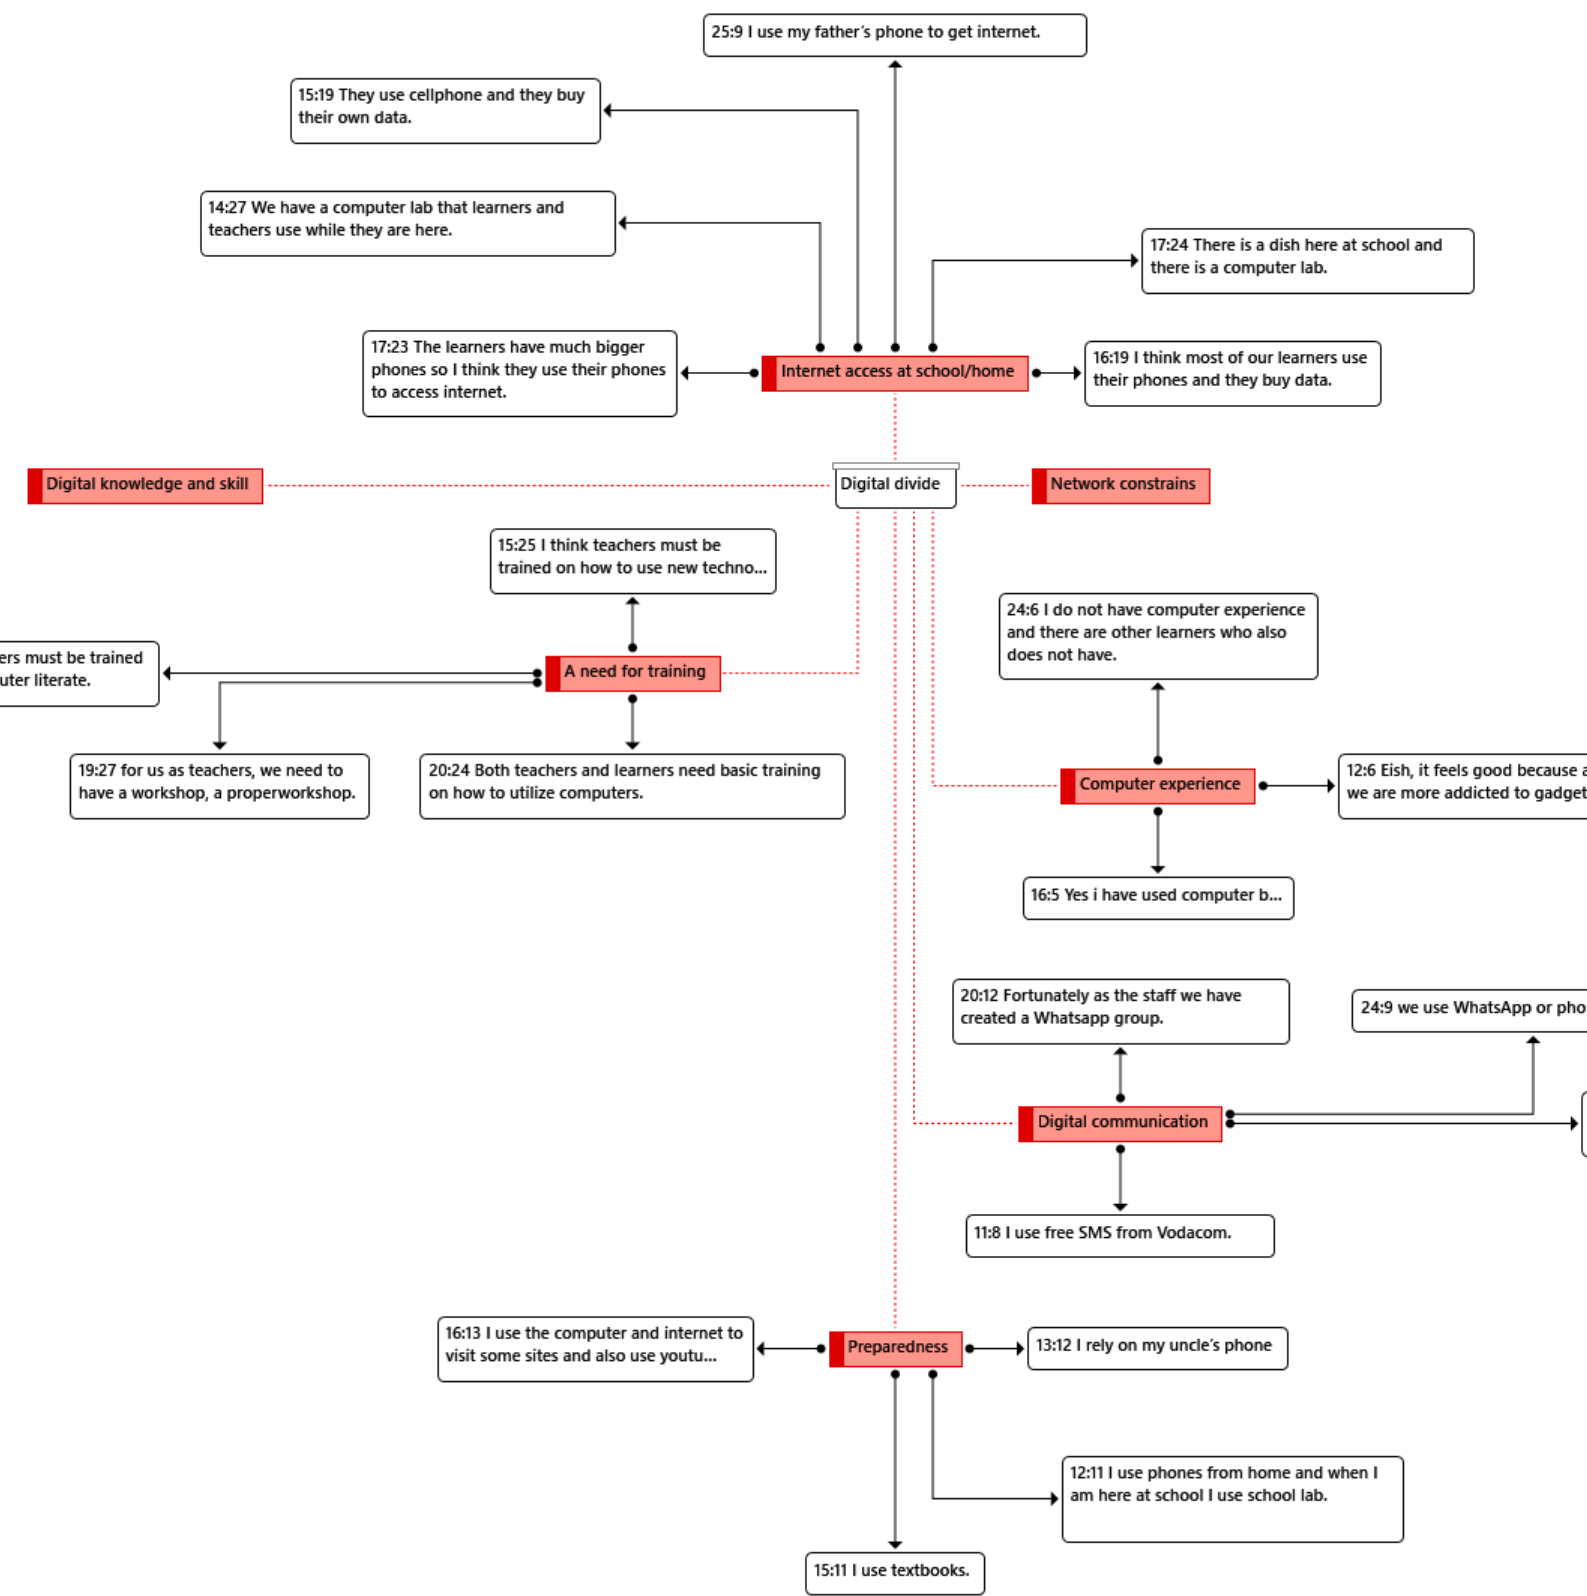 25:9 I use my father's phone to get internet.
15:19 They use cellphone and they buy
their own data.
14:27 We have a computer lab that learners and
teachers use while they are here.
17:24 There is a dish here at school and
there is a computer lab.
17:23 The learners have much bigger
phones so I think they use their phones
to access internet.
Internet access at school/home
16:19 I think most of our learners use
their phones and they buy data.
Digital knowledge and skill
Digital divide
Network constrains
15:25 I think teachers must be
trained on how to use new techno...
24:6 I do not have computer experience
and there are other learners who also
does not have.
ers must be trained
uter literate.
A need for training
19:27 for us as teachers, we need to
have a workshop, a properworkshop.
20:24 Both teachers and learners need basic training
on how to utilize computers.
Computer experience
12:6 Eish, it feels good because a
we are more addicted to gadget
16:5 Yes i have used computer b...
20:12 Fortunately as the staff we have
created a Whatsapp group.
24:9 we use WhatsApp or pho
Digital communication
11:8 I use free SMS from Vodacom.
16:13 I use the computer and internet to
visit some sites and also use youtu...
Preparedness
13:12 I rely on my uncle's phone
12:11 I use phones from home and when I
am here at school I use school lab.
15:11 I use textbooks.